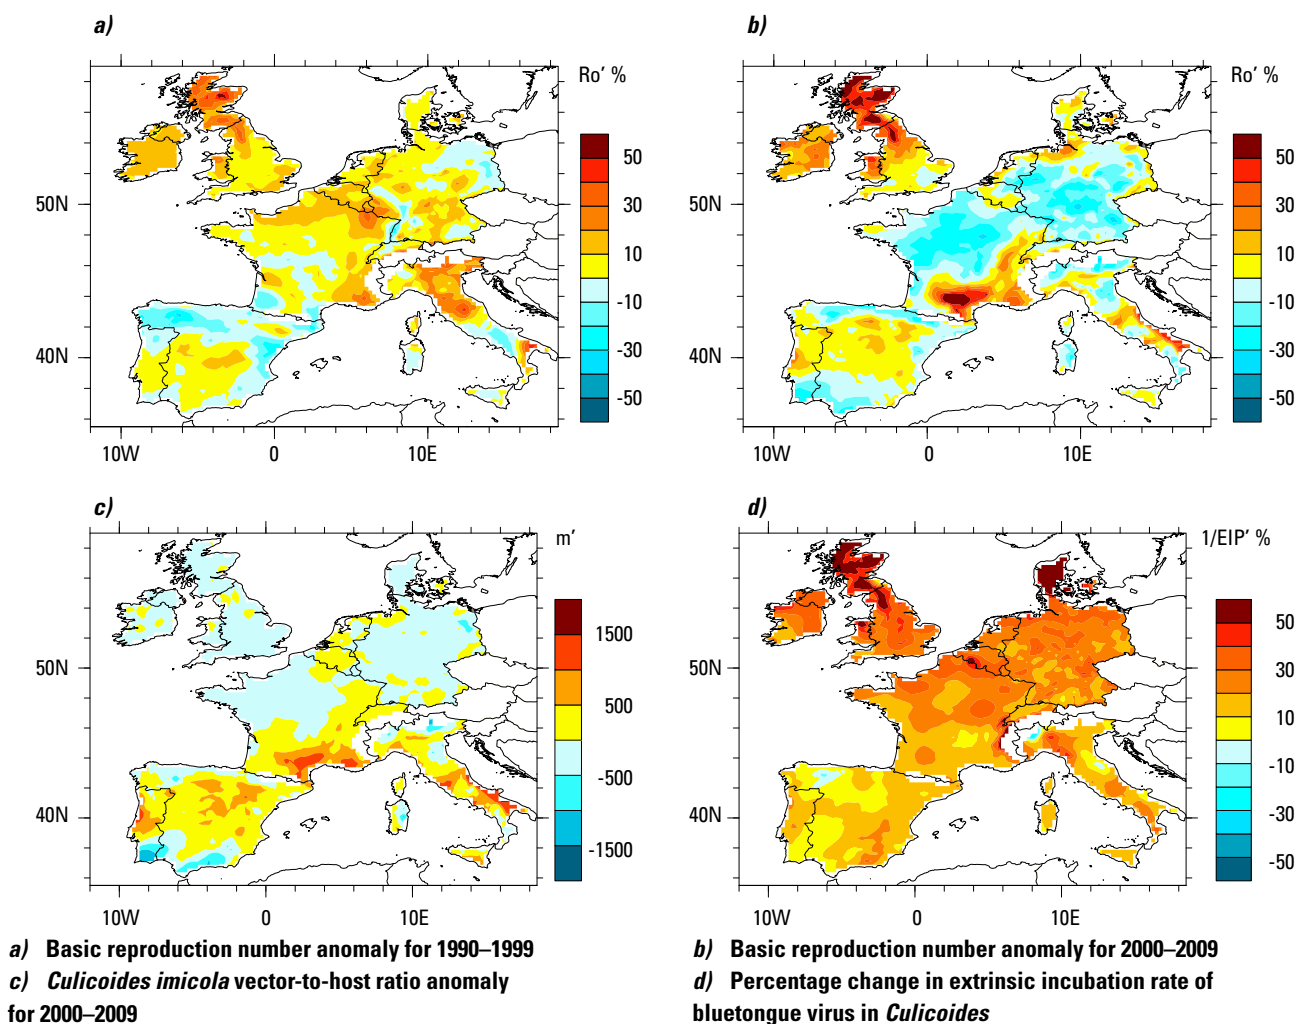 a)
b)
Ro’ %
50
30
10
-10
-30
-50
Ro’ %
50
30
10
-10
-30
-50
50N
40N
10W 0 10E
50N
40N
10W 0 10E
c)
d)
m’
1500
500
-500
-1500
1/EIP’ %
50
30
10
-10
-30
-50
50N
40N
10W 0 10E
50N
40N
10W 0 10E
a) Basic reproduction number anomaly for 1990–1999
c) Culicoides imicola vector-to-host ratio anomaly
for 2000–2009
b) Basic reproduction number anomaly for 2000–2009
d) Percentage change in extrinsic incubation rate of
bluetongue virus in Culicoides